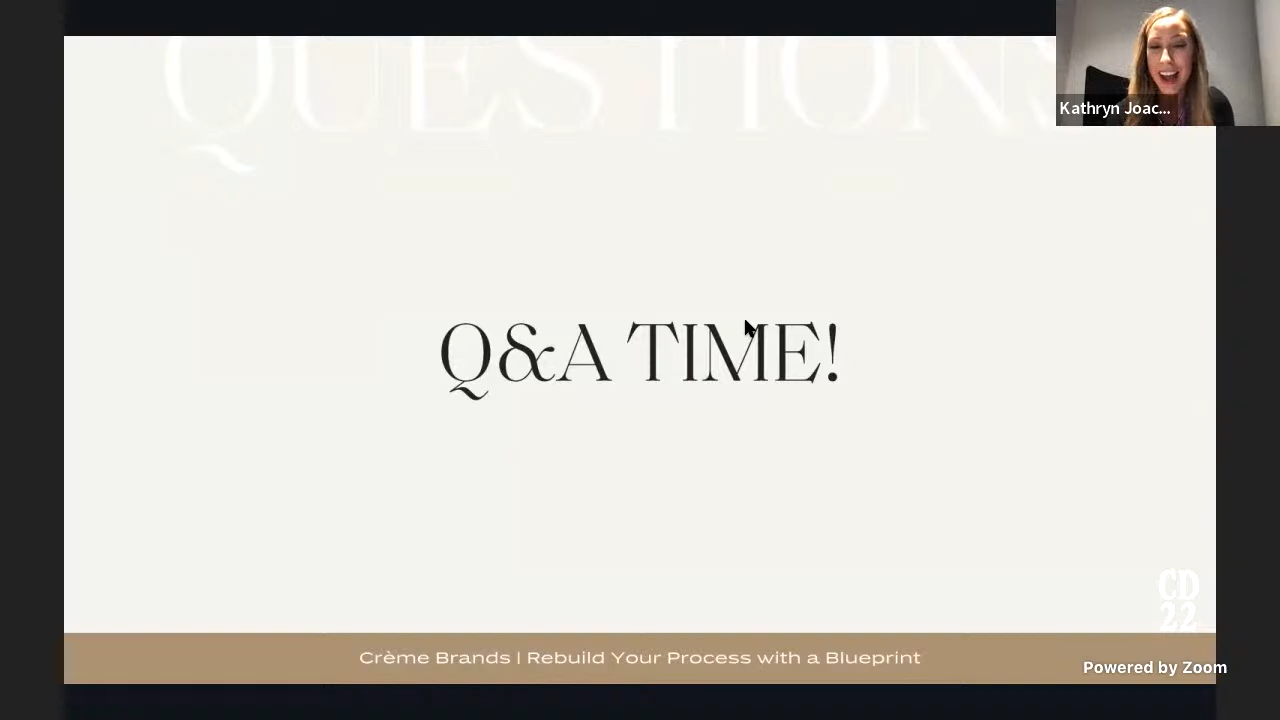 QUESTIONS
Kathryn Joac...
Q&A TIME!
CD
22
Crème Brands | Rebuild Your Process with a Blueprint
Powered by Zoom